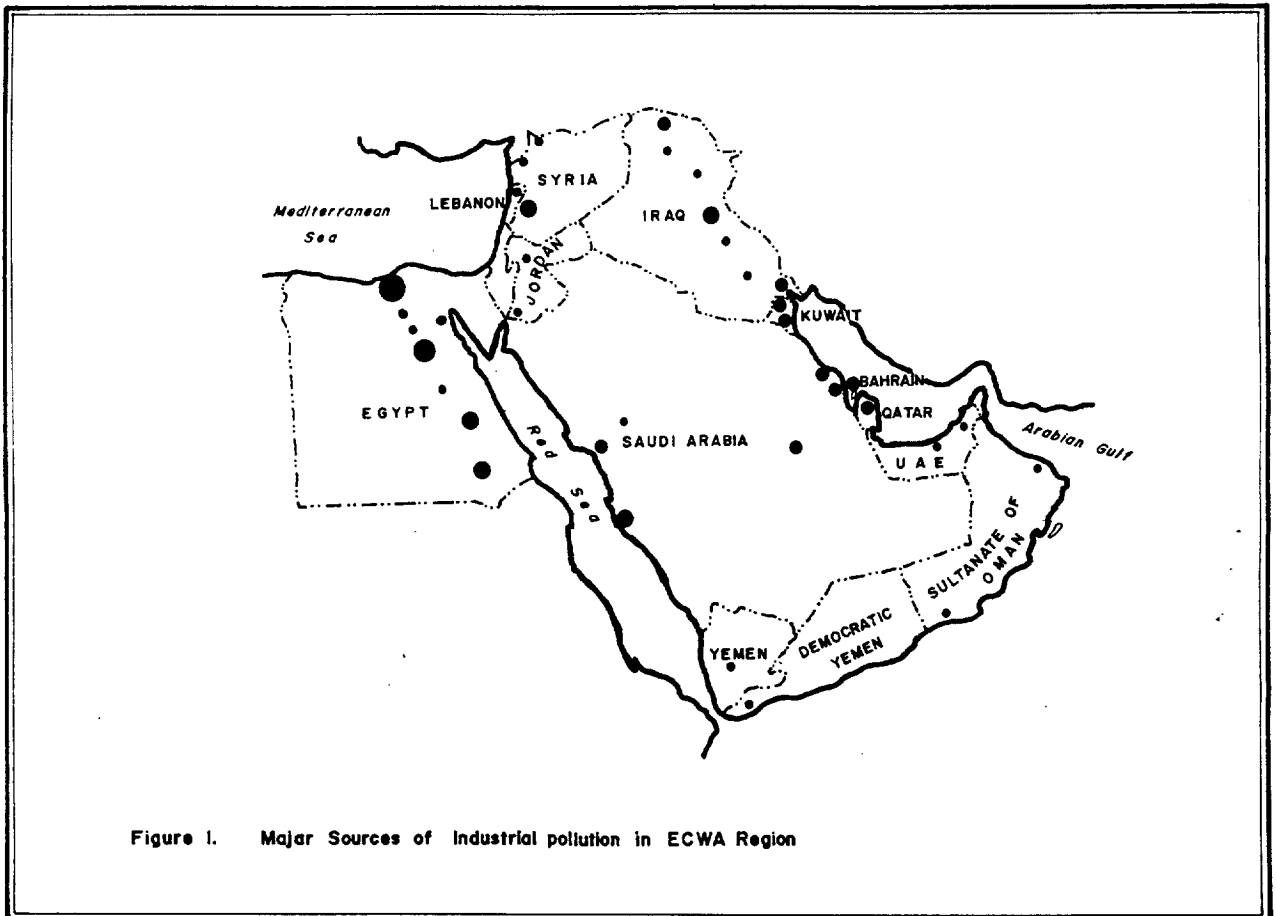 SYRIA
LEBANON
IRAQ
Mediterranean
Sea
JORDAN
KUWAIT
BAHRAIN
QATAR
EGYPT
Red Sea
SAUDI ARABIA
UAE
Arabian Gulf
SULTANATE OF
OMAN
DEMOCRATIC
YEMEN
YEMEN
Figure 1. Majar Sources of Industrial pollution in ECWA Region